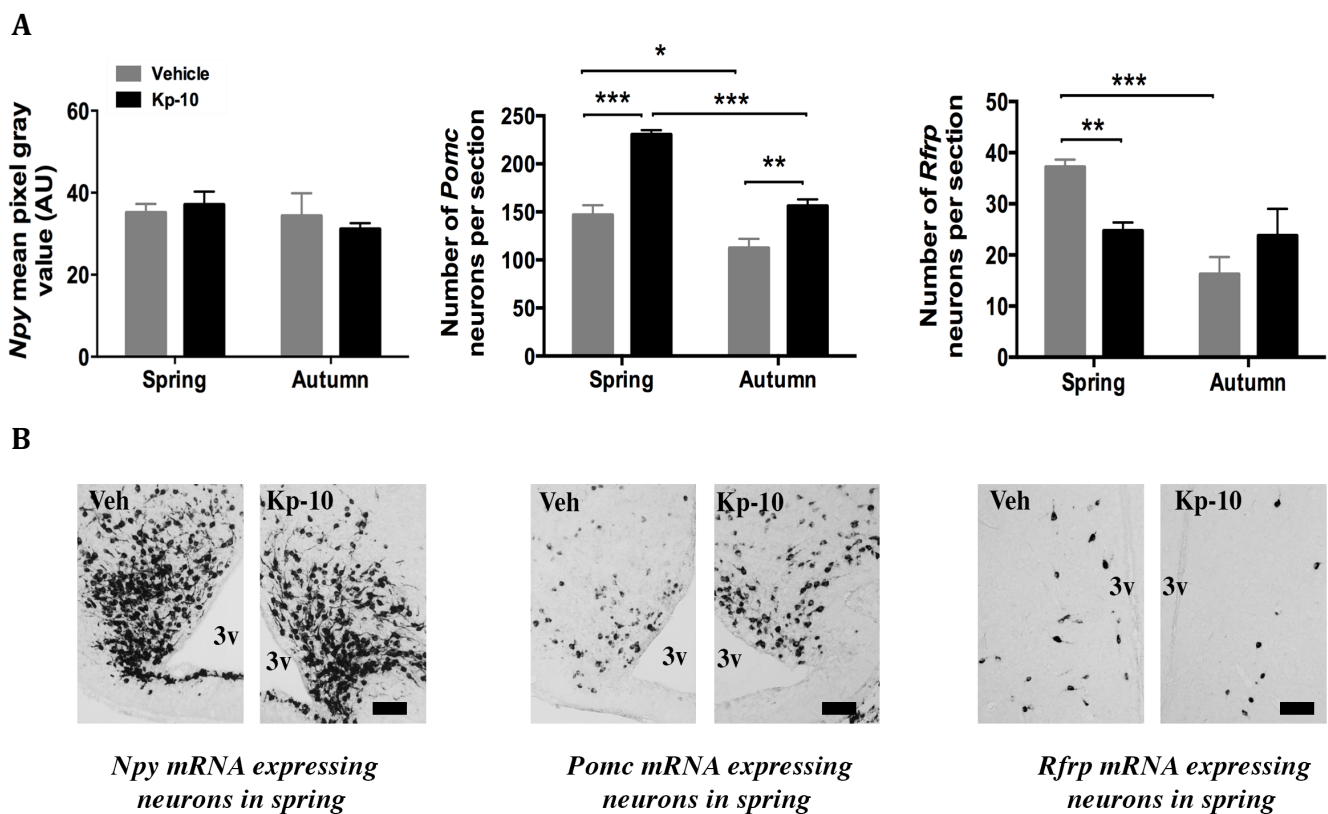 A
Vehicle
Kp-10
Npy mean pixel gray
value (AU)
60
40
20
0
Spring
Autumn
Number of Pomc
neurons per section
250
200
150
100
50
0
*
***
***
**
Spring
Autumn
Number of Rfrp
neurons per section
50
40
30
20
10
0
***
**
Spring
Autumn
B
Veh
3v
Kp-10
3v
Veh
3v
Kp-10
3v
Veh
3v
Kp-10
3v
Npy mRNA expressing
neurons in spring
Pomc mRNA expressing
neurons in spring
Rfrp mRNA expressing
neurons in spring